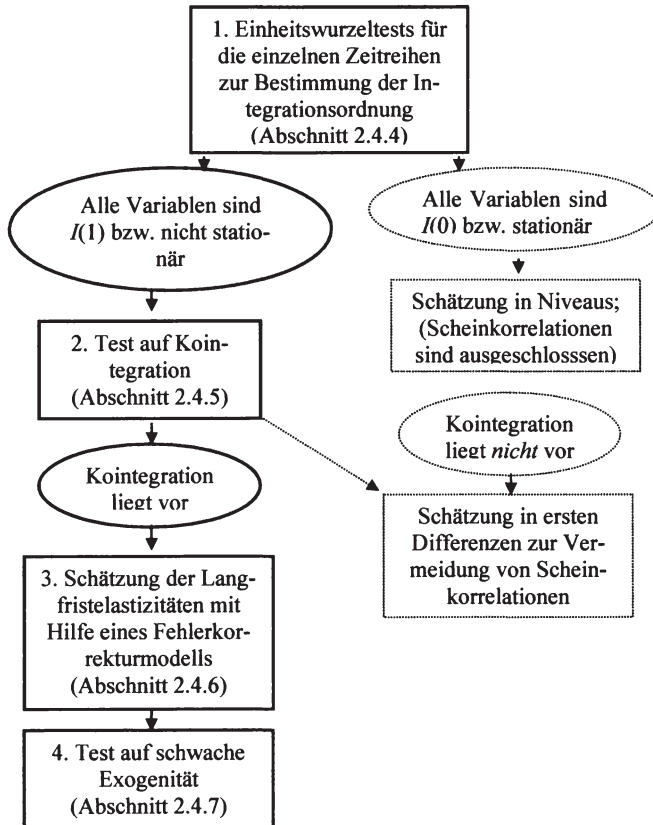 1. Einheitswurzeltests für
die einzelnen Zeitreihen
zur Bestimmung der In-
tegrationsordnung
(Abschnitt 2.4.4)
Alle Variablen sind
I(1) bzw. nicht statio-
när
Alle Variablen sind
I(0) bzw. stationär
Schätzung in Niveaus;
(Scheinkorrelationen
sind ausgeschlosssen)
2. Test auf Koin-
tegration
(Abschnitt 2.4.5)
Kointegration
liegt nicht vor
Kointegration
liegt vor
Schätzung in ersten
Differenzen zur Ver-
meidung von Schein-
korrelationen
3. Schätzung der Lang-
fristelastizitäten mit
Hilfe eines Fehlerkor-
rekturmodells
(Abschnitt 2.4.6)
4. Test auf schwache
Exogenität
(Abschnitt 2.4.7)